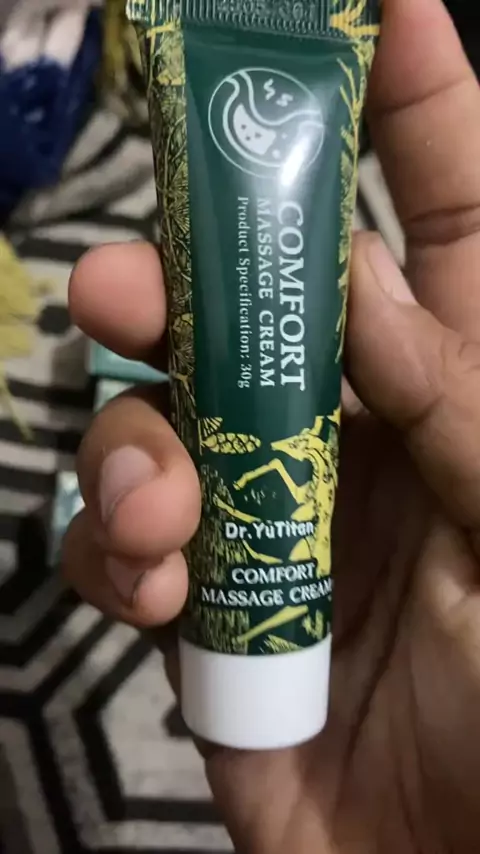 COMFORT
MASSAGE CREAM
Product Specification: 30g
Dr.YuTitan
COMFORT
MASSAGE CREAM